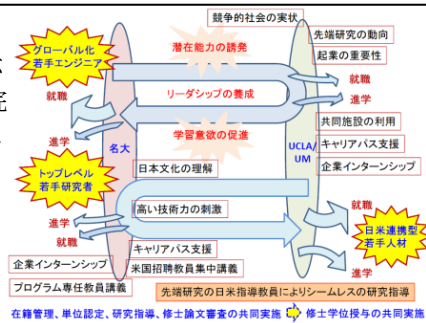 競争的社会の実状
グローバル化
若手エンジニア
潜在能力の誘発
先端研究の動向
起業の重要性
就職
進学
就職
リーダシップの養成
共同施設の利用
キャリアパス支援
企業インターンシップ
進学
学習意欲の促進
名大
UCLA/
UM
トップレベル
若手研究者
日本文化の理解
進学
就職
高い技術力の刺激
就職
日米連携型
若手人材
進学
キャリアパス支援
企業インターンシップ
米国招聘教員集中講義
プログラム専任教員講義
先端研究の日米指導教員によりシームレスの研究指導
在籍管理、単位認定、研究指導、修士論文審査の共同実施 修士学位授与の共同実施